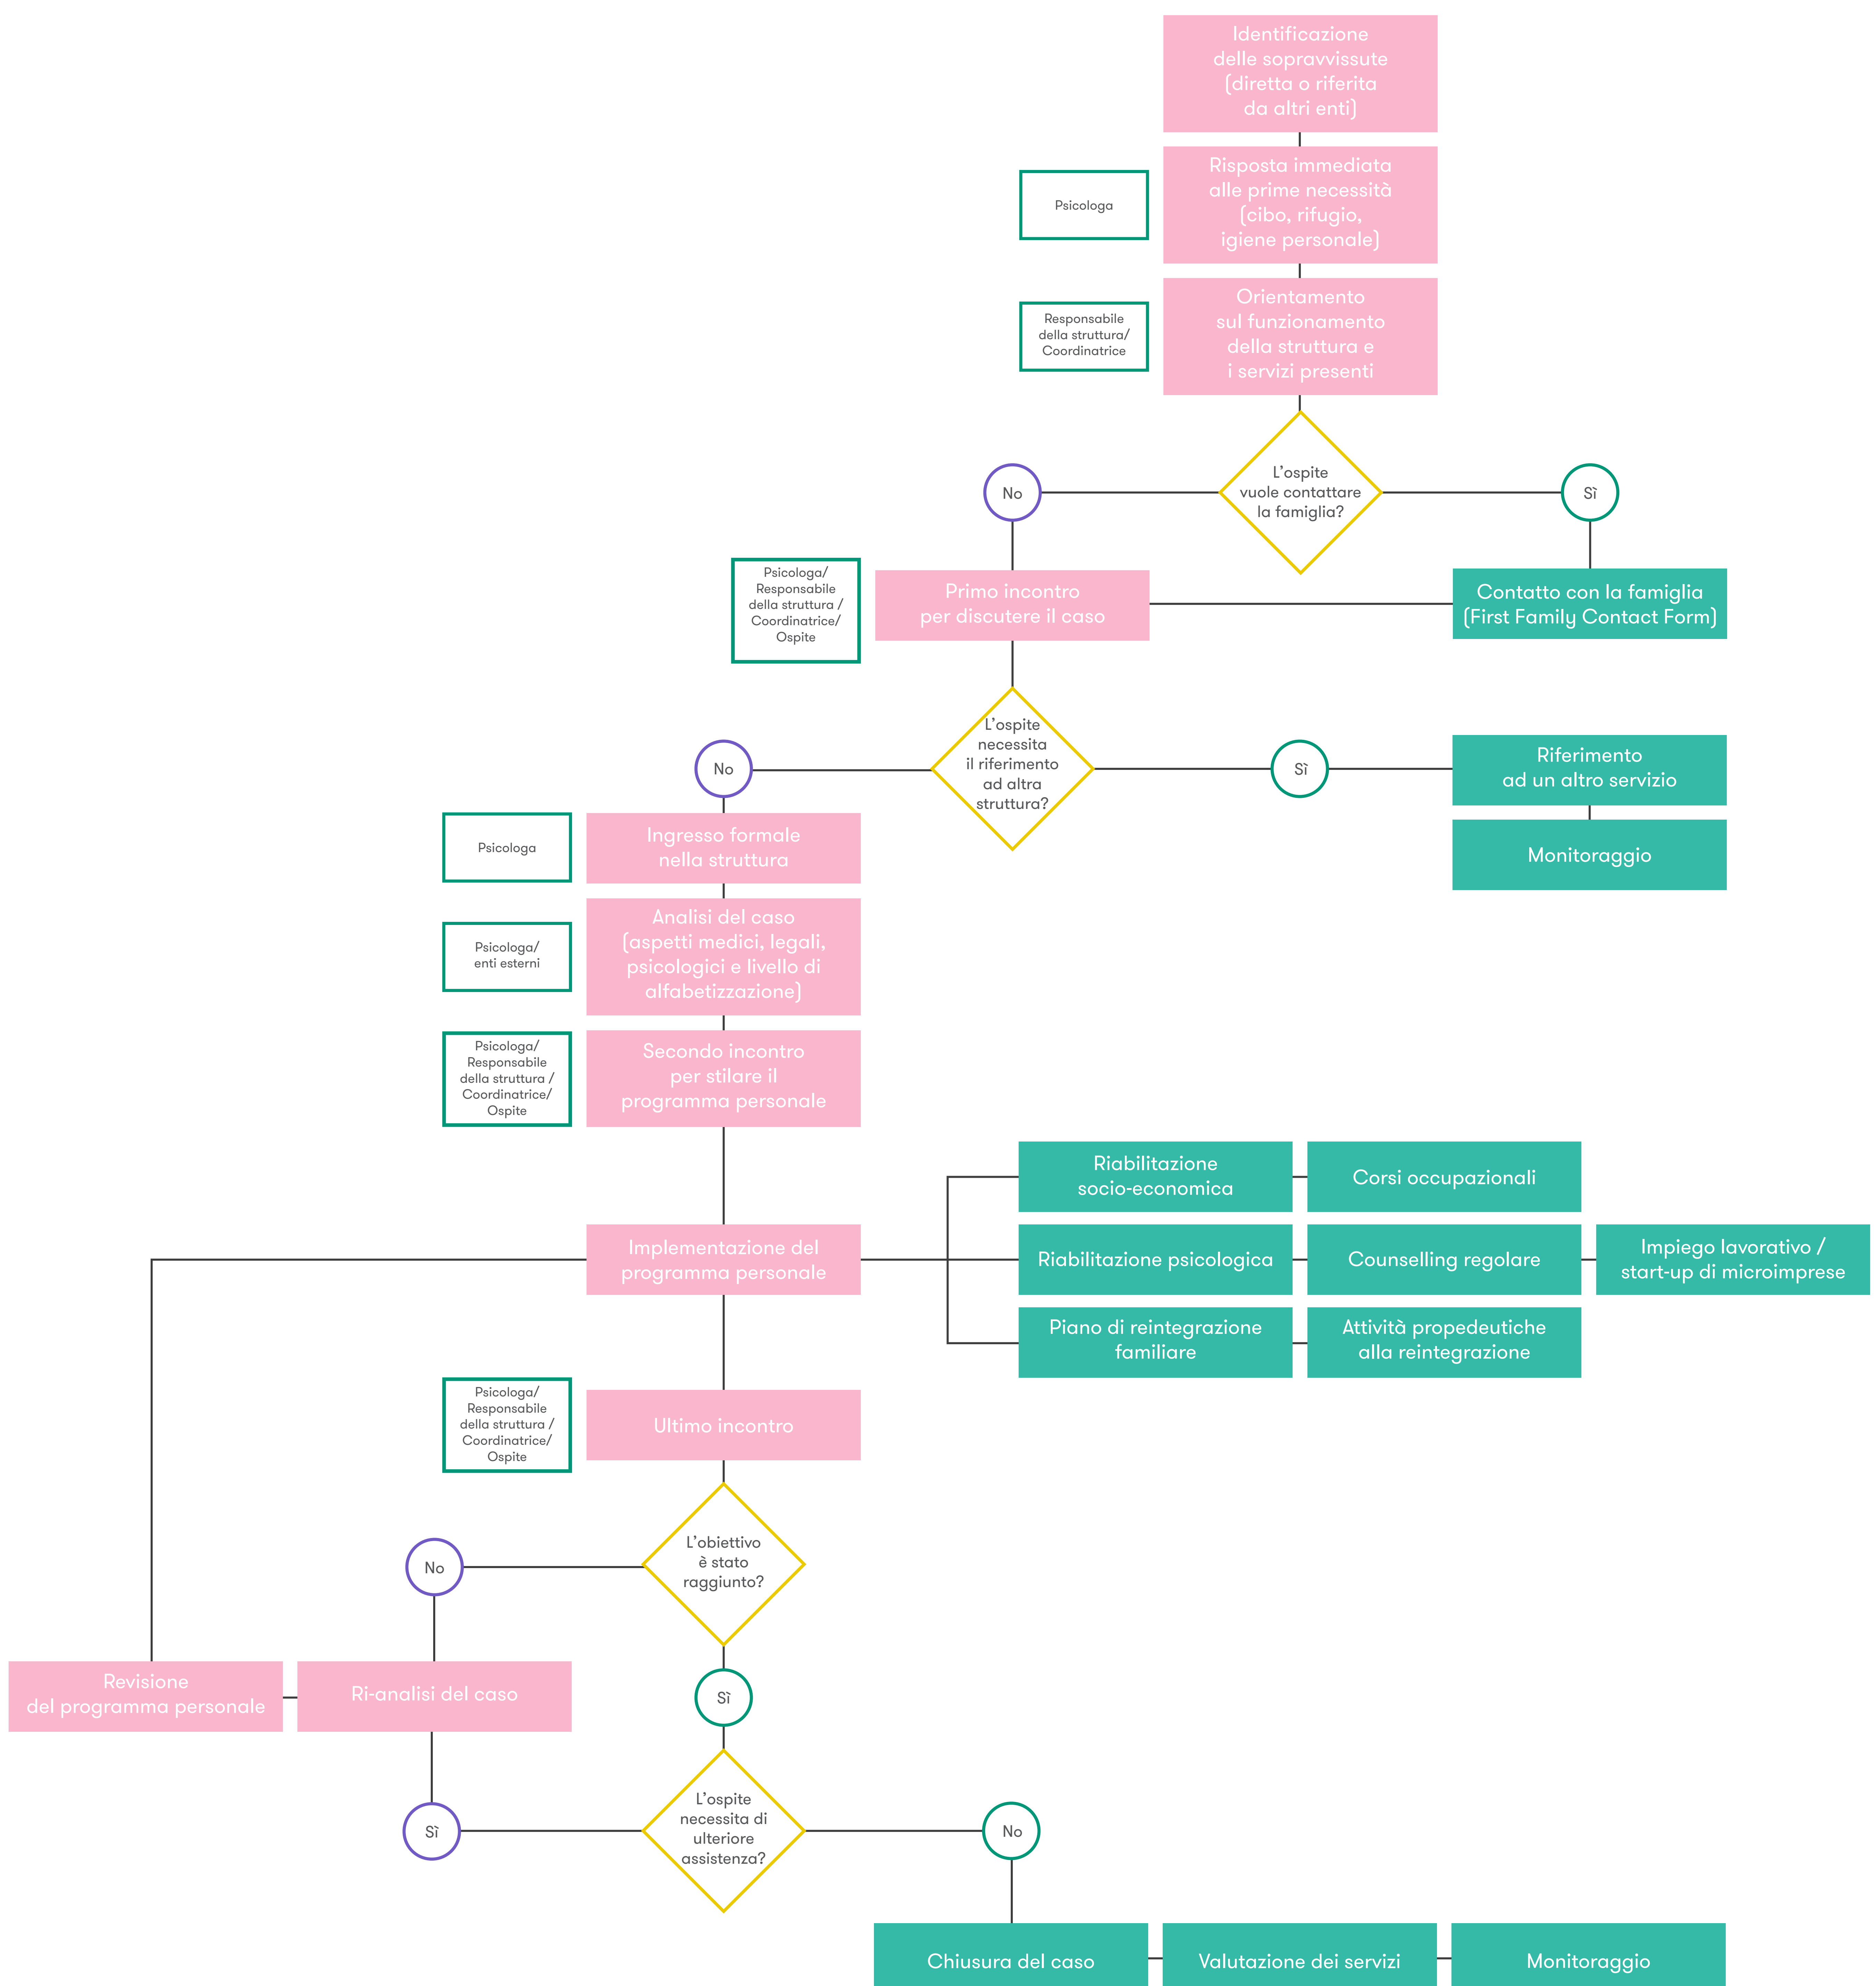 Identificazione
delle sopravvissute
(diretta o riferita
da altri enti)
Psicologa
Risposta immediata
alle prime necessità
(cibo, rifugio,
igiene personale)
Responsabile
della struttura/
Coordinatrice
Orientamento
sul funzionamento
della struttura e
i servizi presenti
No
L’ospite
vuole contattare
la famiglia?
Sì
Psicologa/
Responsabile
della struttura /
Coordinatrice/
Ospite
Primo incontro
per discutere il caso
Contatto con la famiglia
(First Family Contact Form)
No
L’ospite
necessita
il riferimento
ad altra
struttura?
Sì
Riferimento
ad un altro servizio
Monitoraggio
Psicologa
Ingresso formale
nella struttura
Psicologa/
enti esterni
Analisi del caso
(aspetti medici, legali,
psicologici e livello di
alfabetizzazione)
Psicologa/
Responsabile
della struttura /
Coordinatrice/
Ospite
Secondo incontro
per stilare il
programma personale
Riabilitazione
socio-economica
Corsi occupazionali
Implementazione del
programma personale
Riabilitazione psicologica
Counselling regolare
Impiego lavorativo /
start-up di microimprese
Piano di reintegrazione
familiare
Attività propedeutiche
alla reintegrazione
Psicologa/
Responsabile
della struttura /
Coordinatrice/
Ospite
Ultimo incontro
No
L’obiettivo
è stato
raggiunto?
Revisione
del programma personale
Ri-analisi del caso
Sì
Sì
L’ospite
necessita di
ulteriore
assistenza?
No
Chiusura del caso
Valutazione dei servizi
Monitoraggio